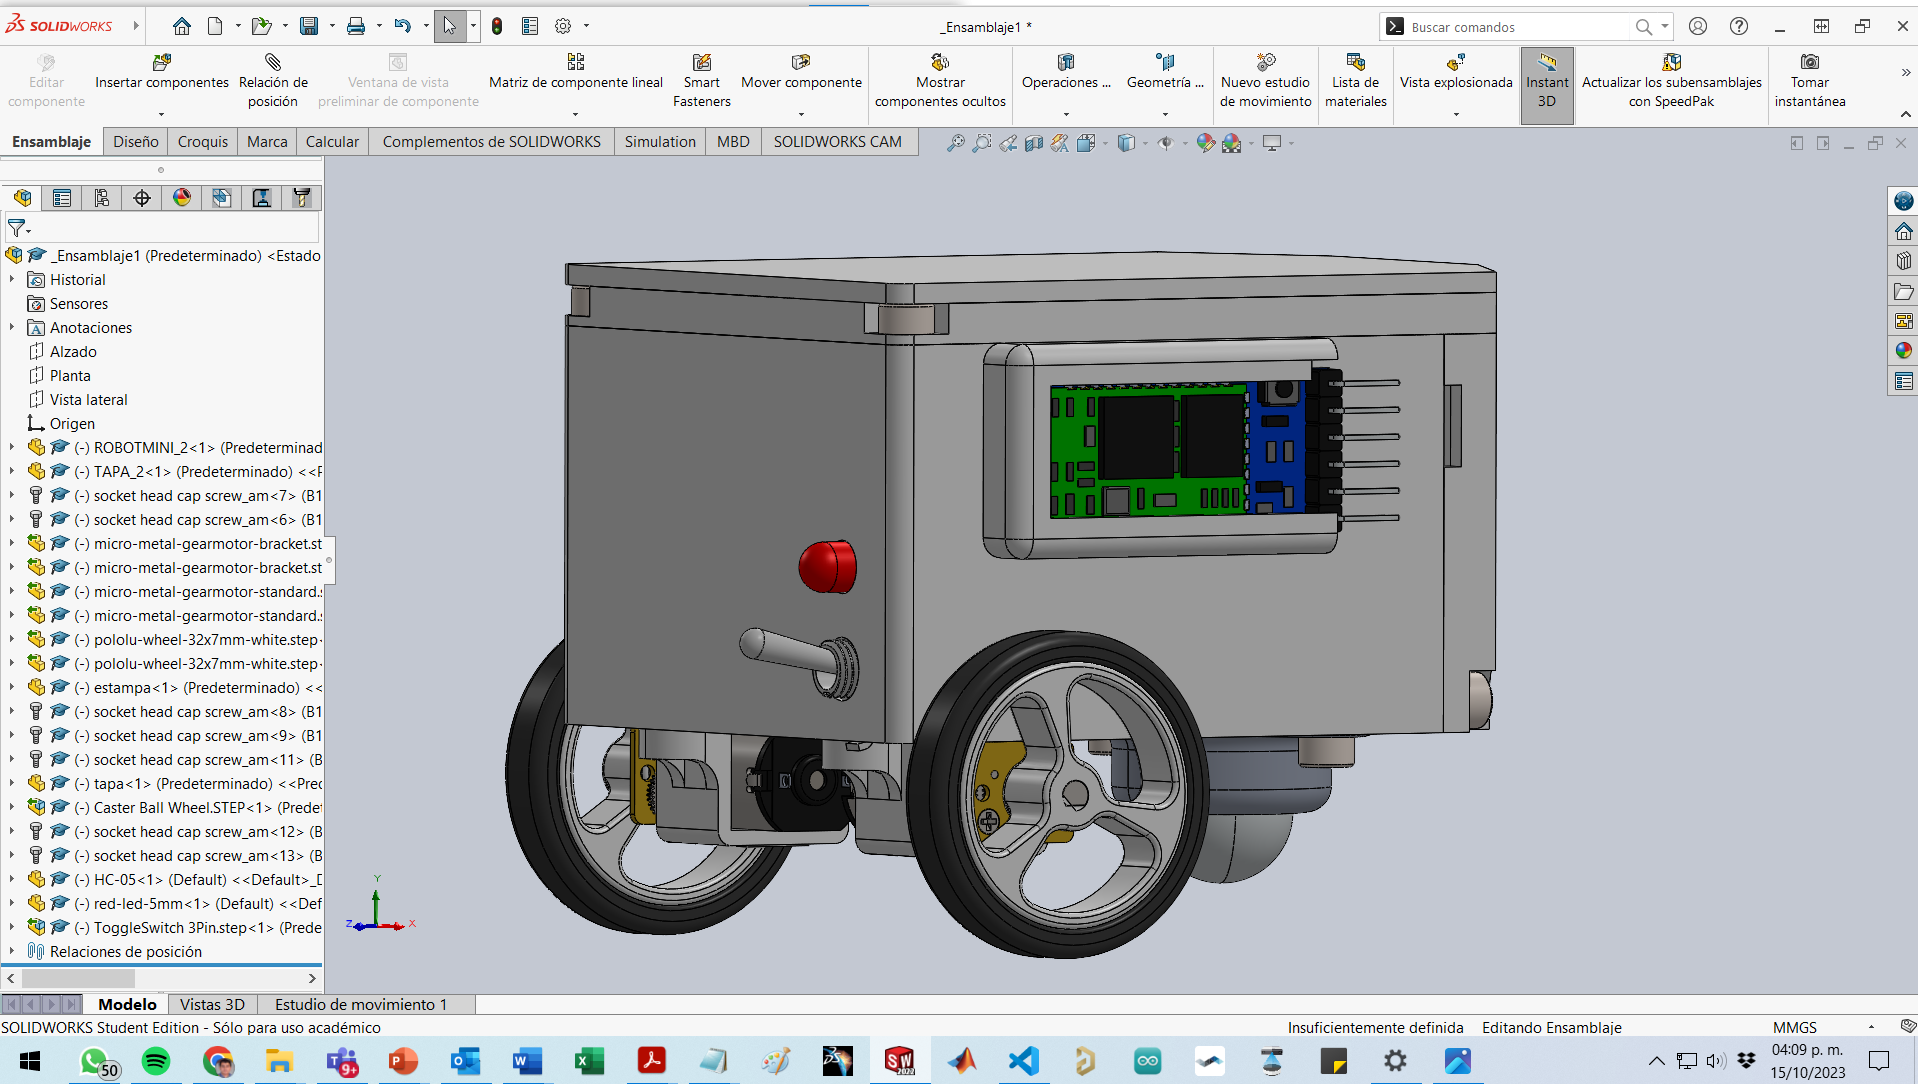 SOLIDWORKS
_Ensamblaje1 *
Buscar comandos
Editar componente
Insertar componentes
Relación de posición
Ventana de vista preliminar de componente
Matriz de componente lineal
Smart Fasteners
Mover componente
Mostrar componentes ocultos
Operaciones ...
Geometría ...
Nuevo estudio de movimiento
Lista de materiales
Vista explosionada
Instant 3D
Actualizar los subensamblajes con SpeedPak
Tomar instantánea
Ensamblaje
Diseño
Croquis
Marca
Calcular
Complementos de SOLIDWORKS
Simulation
MBD
SOLIDWORKS CAM
_Ensamblaje1 (Predeterminado) <Estado
Historial
Sensores
Anotaciones
Alzado
Planta
Vista lateral
Origen
(-) ROBOTMINI_2<1> (Predeterminad
(-) TAPA_2<1> (Predeterminado) <<P
(-) socket head cap screw_am<7> (B1
(-) socket head cap screw_am<6> (B1
(-) micro-metal-gearmotor-bracket.st
(-) micro-metal-gearmotor-bracket.st
(-) micro-metal-gearmotor-standard.s
(-) micro-metal-gearmotor-standard.s
(-) pololu-wheel-32x7mm-white.step<
(-) pololu-wheel-32x7mm-white.step<
(-) estampa<1> (Predeterminado) <<
(-) socket head cap screw_am<8> (B1
(-) socket head cap screw_am<9> (B1
(-) socket head cap screw_am<11> (B
(-) tapa<1> (Predeterminado) <<Pred
(-) Caster Ball Wheel.STEP<1> (Predet
(-) socket head cap screw_am<12> (B
(-) socket head cap screw_am<13> (B
(-) HC-05<1> (Default) <<Default>_D
(-) red-led-5mm<1> (Default) <<Def
(-) ToggleSwitch 3Pin.step<1> (Prede
Relaciones de posición
Y
Z
X
Modelo
Vistas 3D
Estudio de movimiento 1
SOLIDWORKS Student Edition - Sólo para uso académico
Insuficientemente definida
Editando Ensamblaje
MMGS
50
9+
SW
2022
04:09 p. m.
15/10/2023